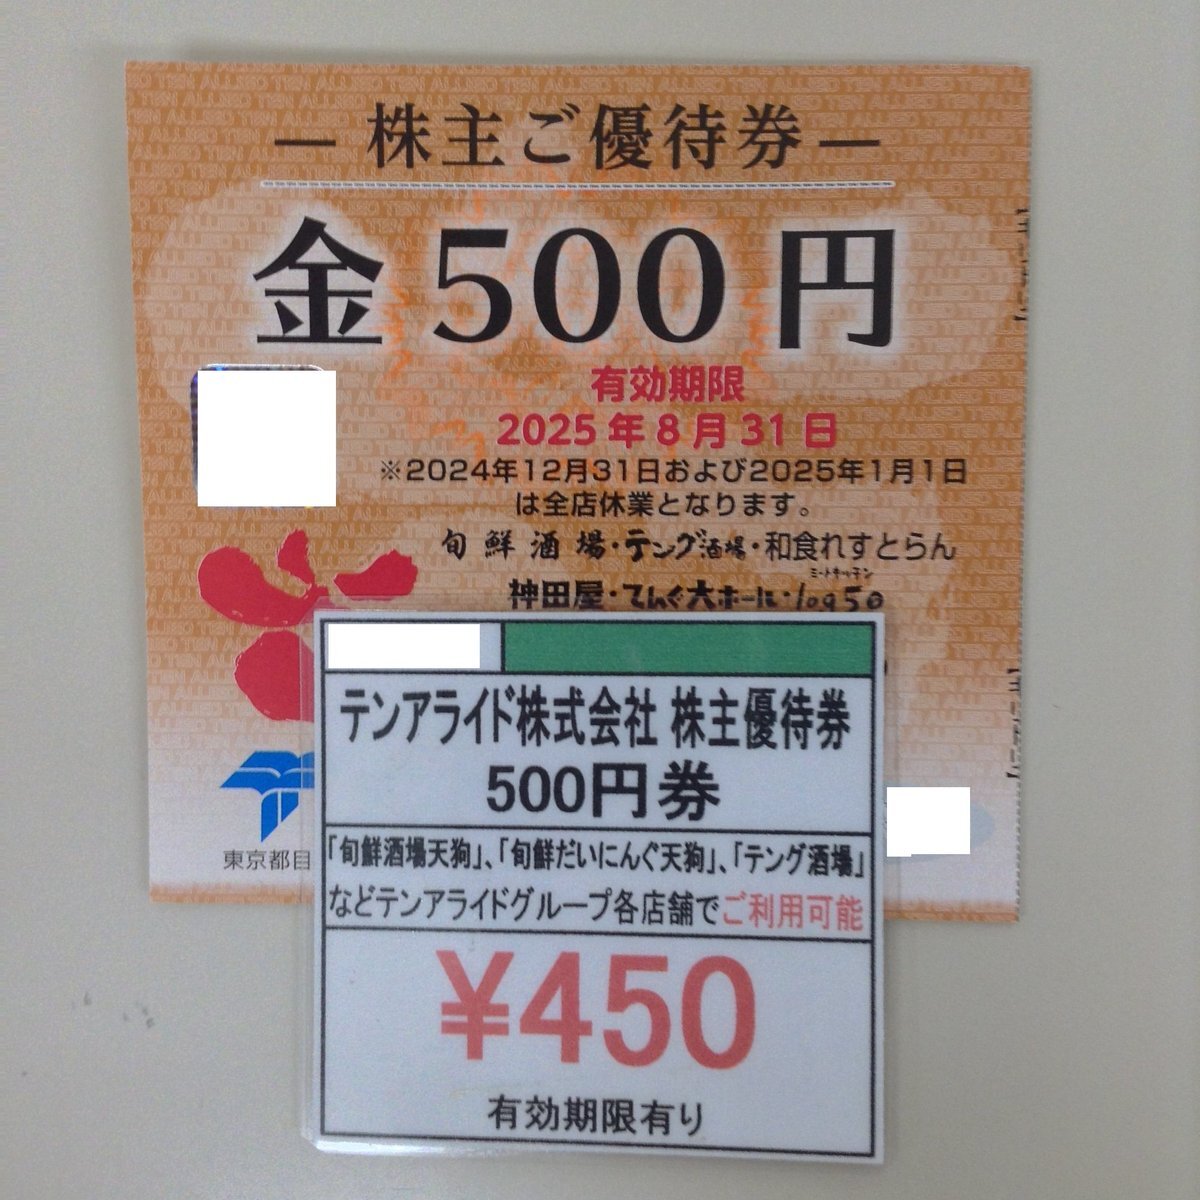 ― 株主ご優待券 ―
金500円
有効期限
2025年8月31日
※2024年12月31日および2025年1月1日
は全店休業となります。
旬鮮酒場・テング酒場・和食れすとらん
ミートキッチン
神田屋・てんぐ大ホール・log50
東京都目
テンアライド株式会社 株主優待券
500円券
「旬鮮酒場天狗」、「旬鮮だいにんぐ天狗」、「テング酒場」
などテンアライドグループ各店舗でご利用可能
¥450
有効期限有り